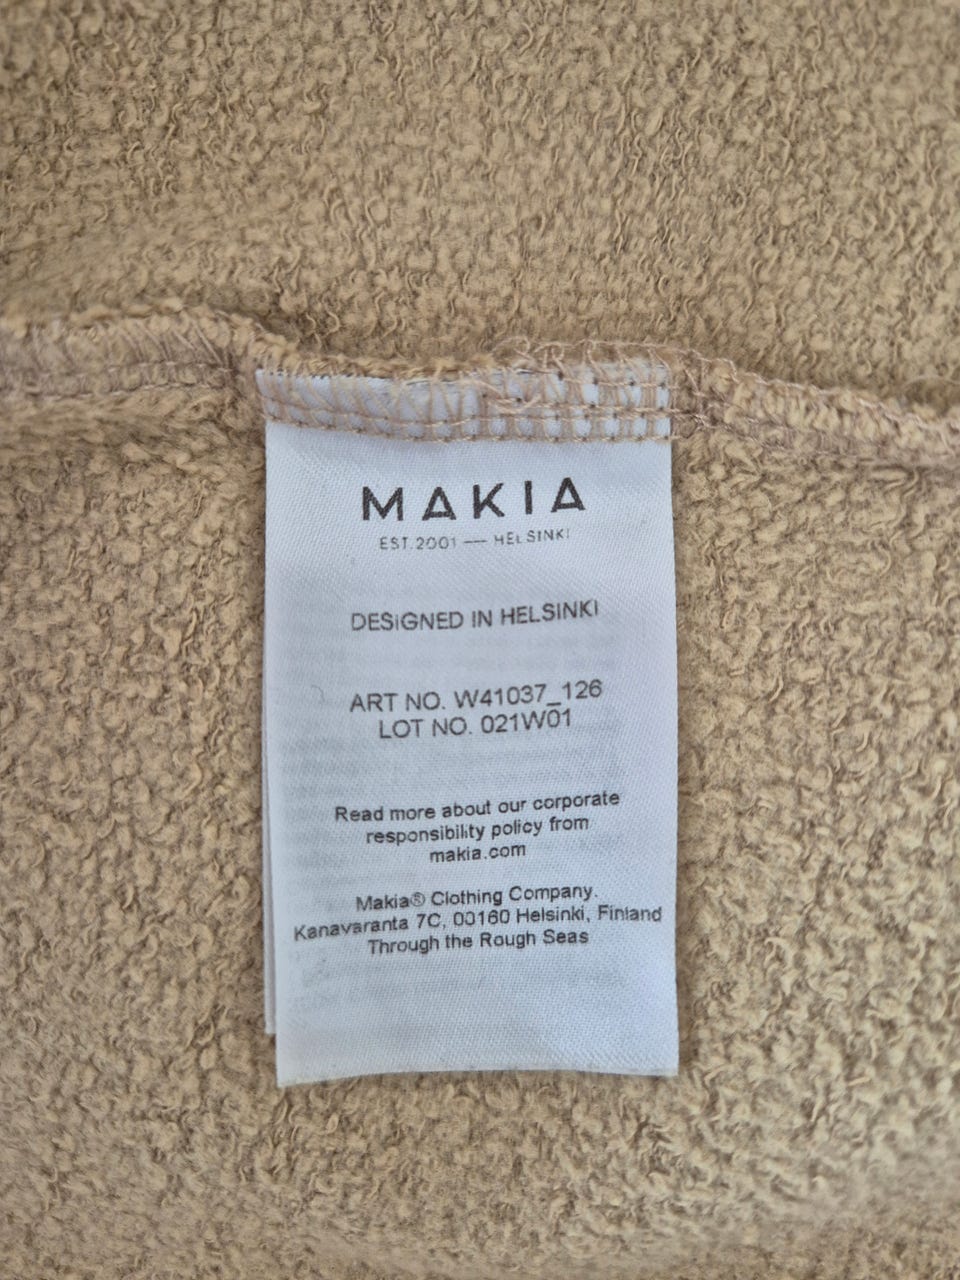 MAKIA
EST.2001 — HELSINKI
DESIGNED IN HELSINKI
ART NO. W41037_126
LOT NO. 021W01
Read more about our corporate
responsibility policy from
makia.com
Makia® Clothing Company.
Kanavaranta 7C, 00160 Helsinki, Finland
Through the Rough Seas